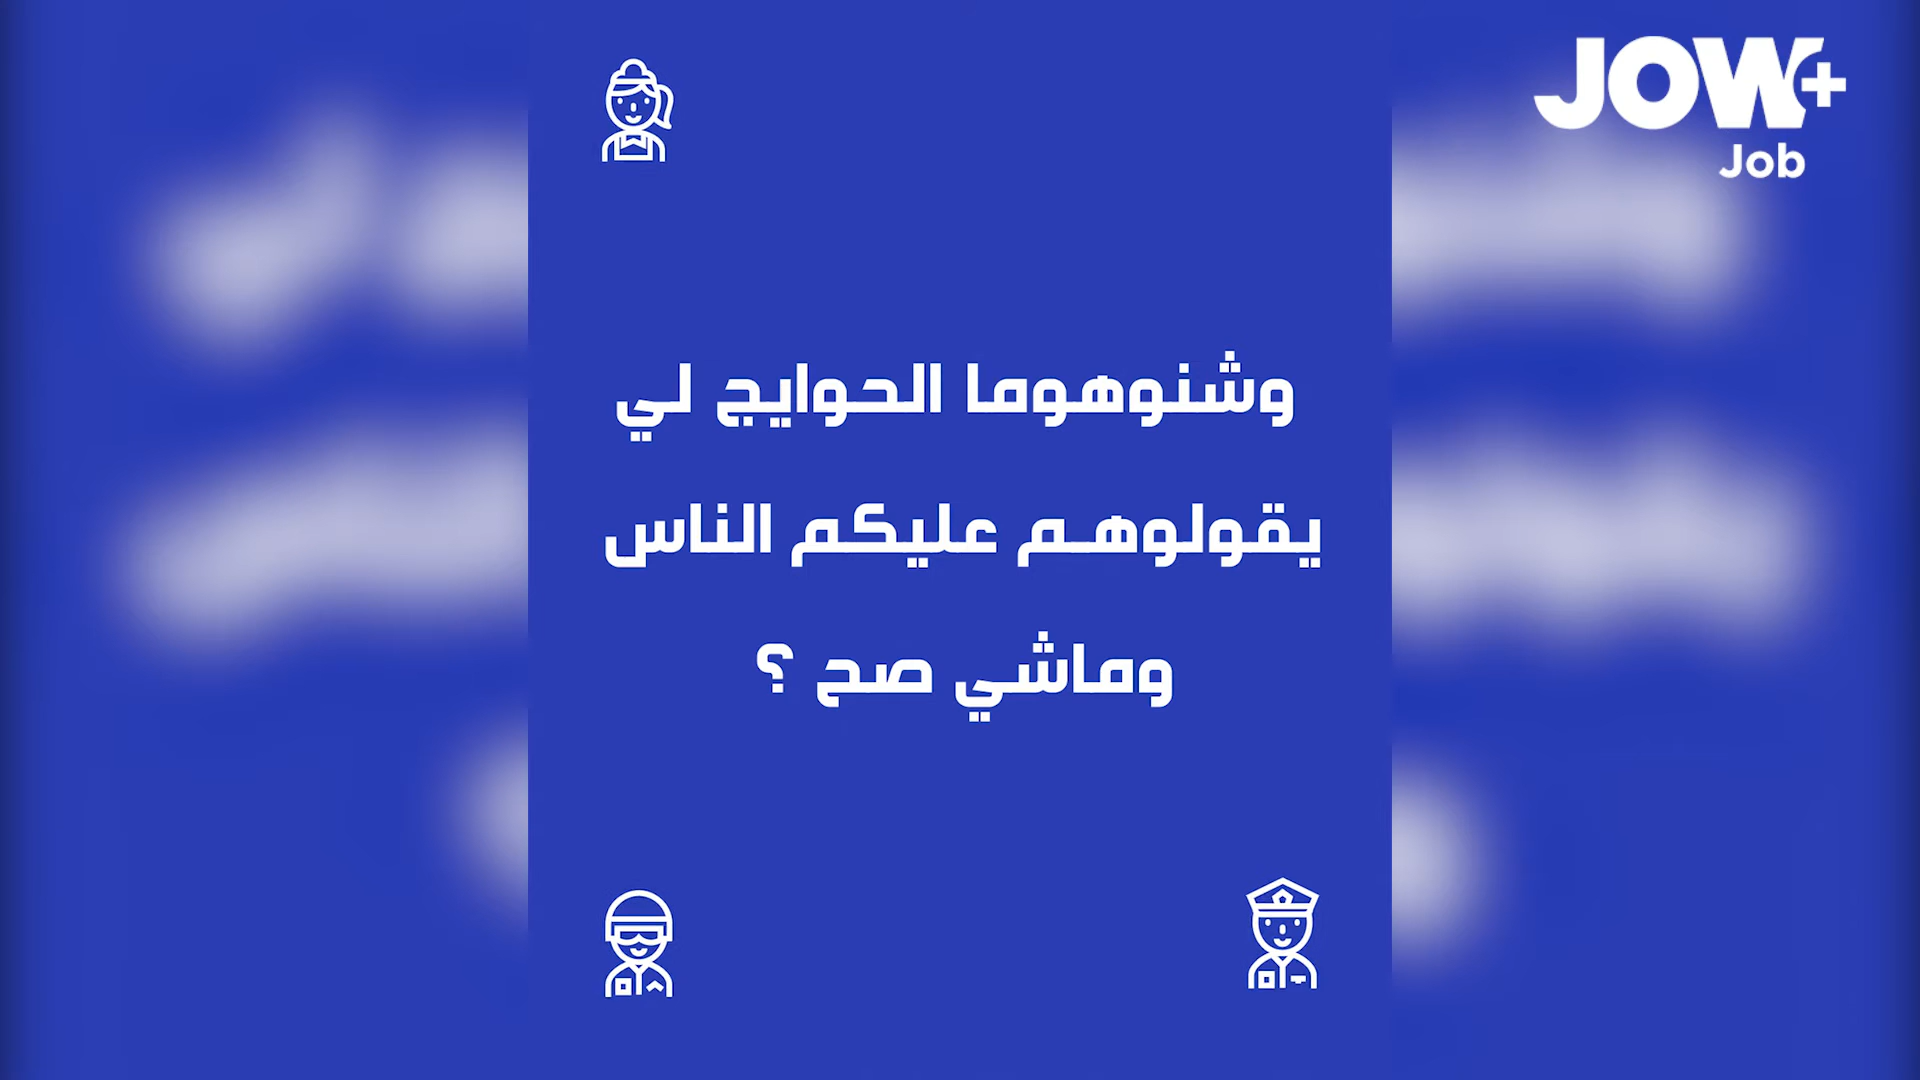 JOW+
Job
وشنوهوما الحوايج لي
يقولوهم عليكم الناس
وماشي صح ؟